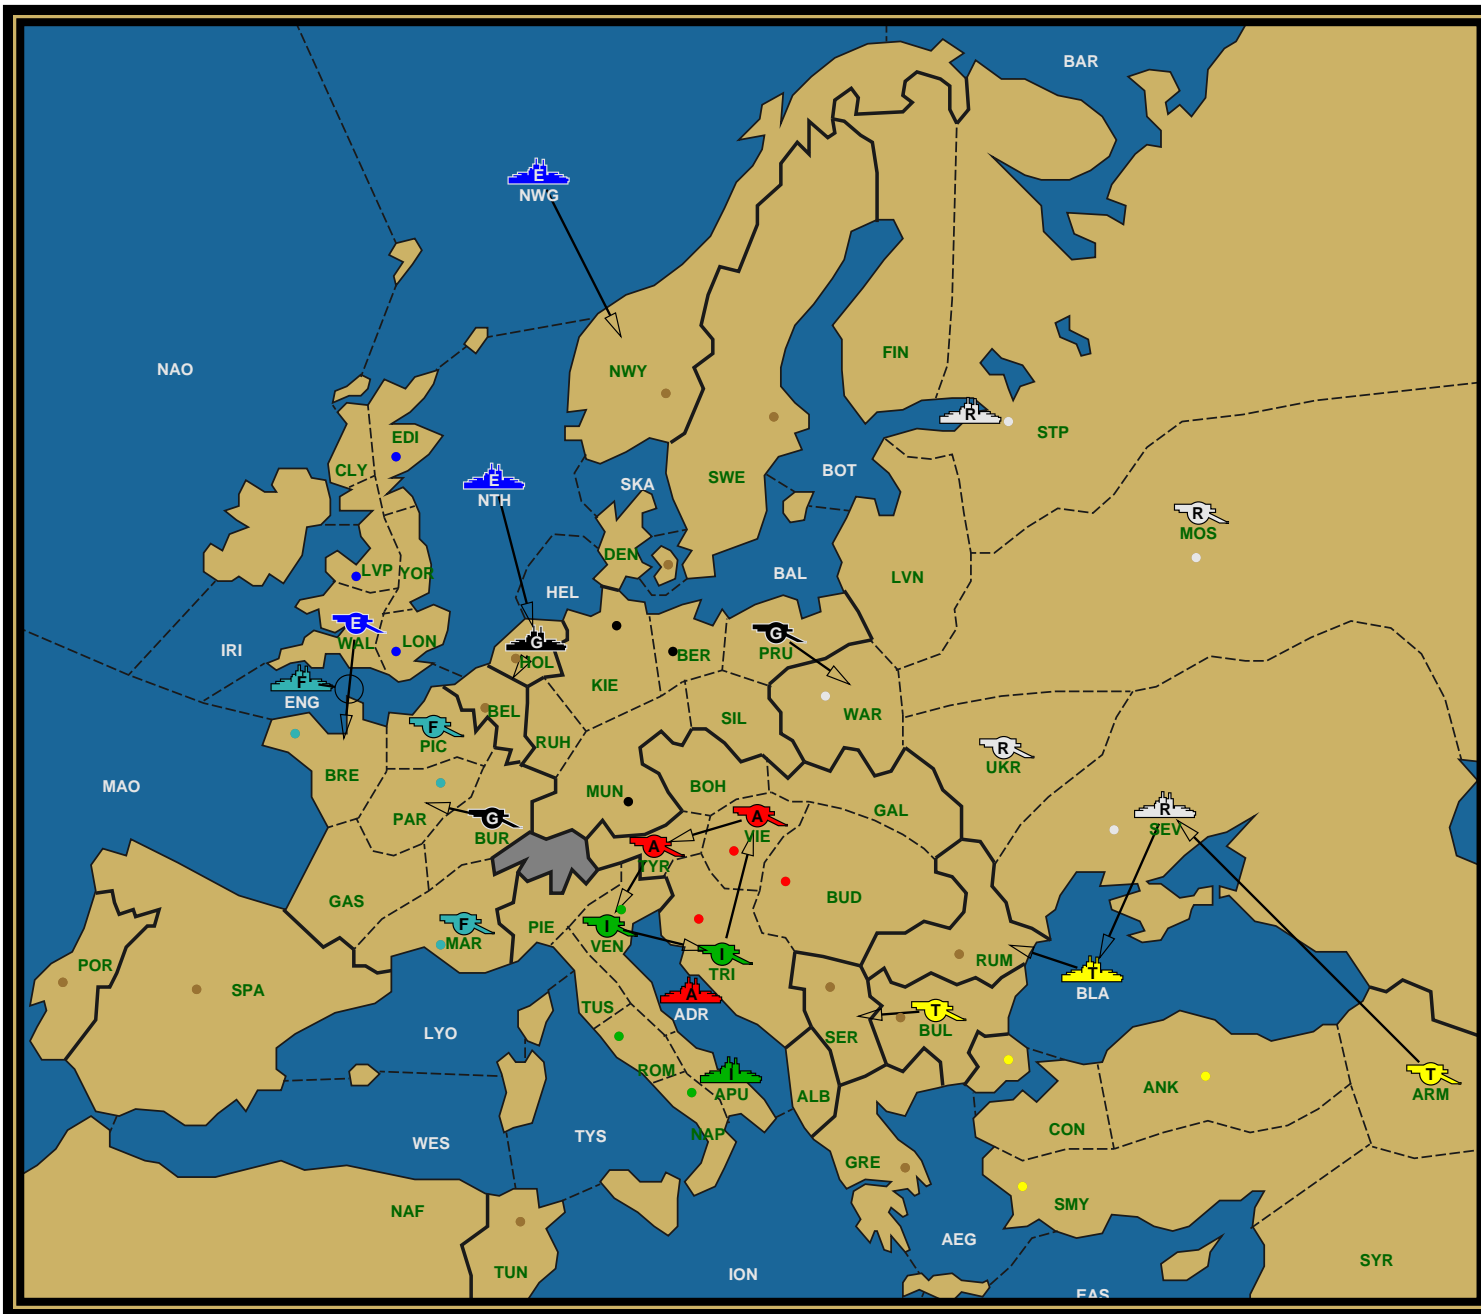 BAR
E
NWG
FIN
NAO
NWY
R
STP
EDI
CLY
SWE
BOT
E
NTH
SKA
R
MOS
DEN
LVP
YOR
BAL
LVN
HEL
E
WAL
LON
G
HOL
G
PRU
IRI
BER
KIE
F
ENG
BEL
WAR
SIL
F
PIC
RUH
R
UKR
BRE
MAO
MUN
BOH
GAL
R
SEV
PAR
G
BUR
A
VIE
A
TYR
GAS
BUD
F
MAR
PIE
I
VEN
I
TRI
POR
SPA
RUM
T
BLA
A
ADR
TUS
T
BUL
SER
LYO
ROM
I
APU
ALB
ANK
T
ARM
WES
TYS
NAP
CON
GRE
SMY
NAF
AEG
TUN
ION
SYR
EAS